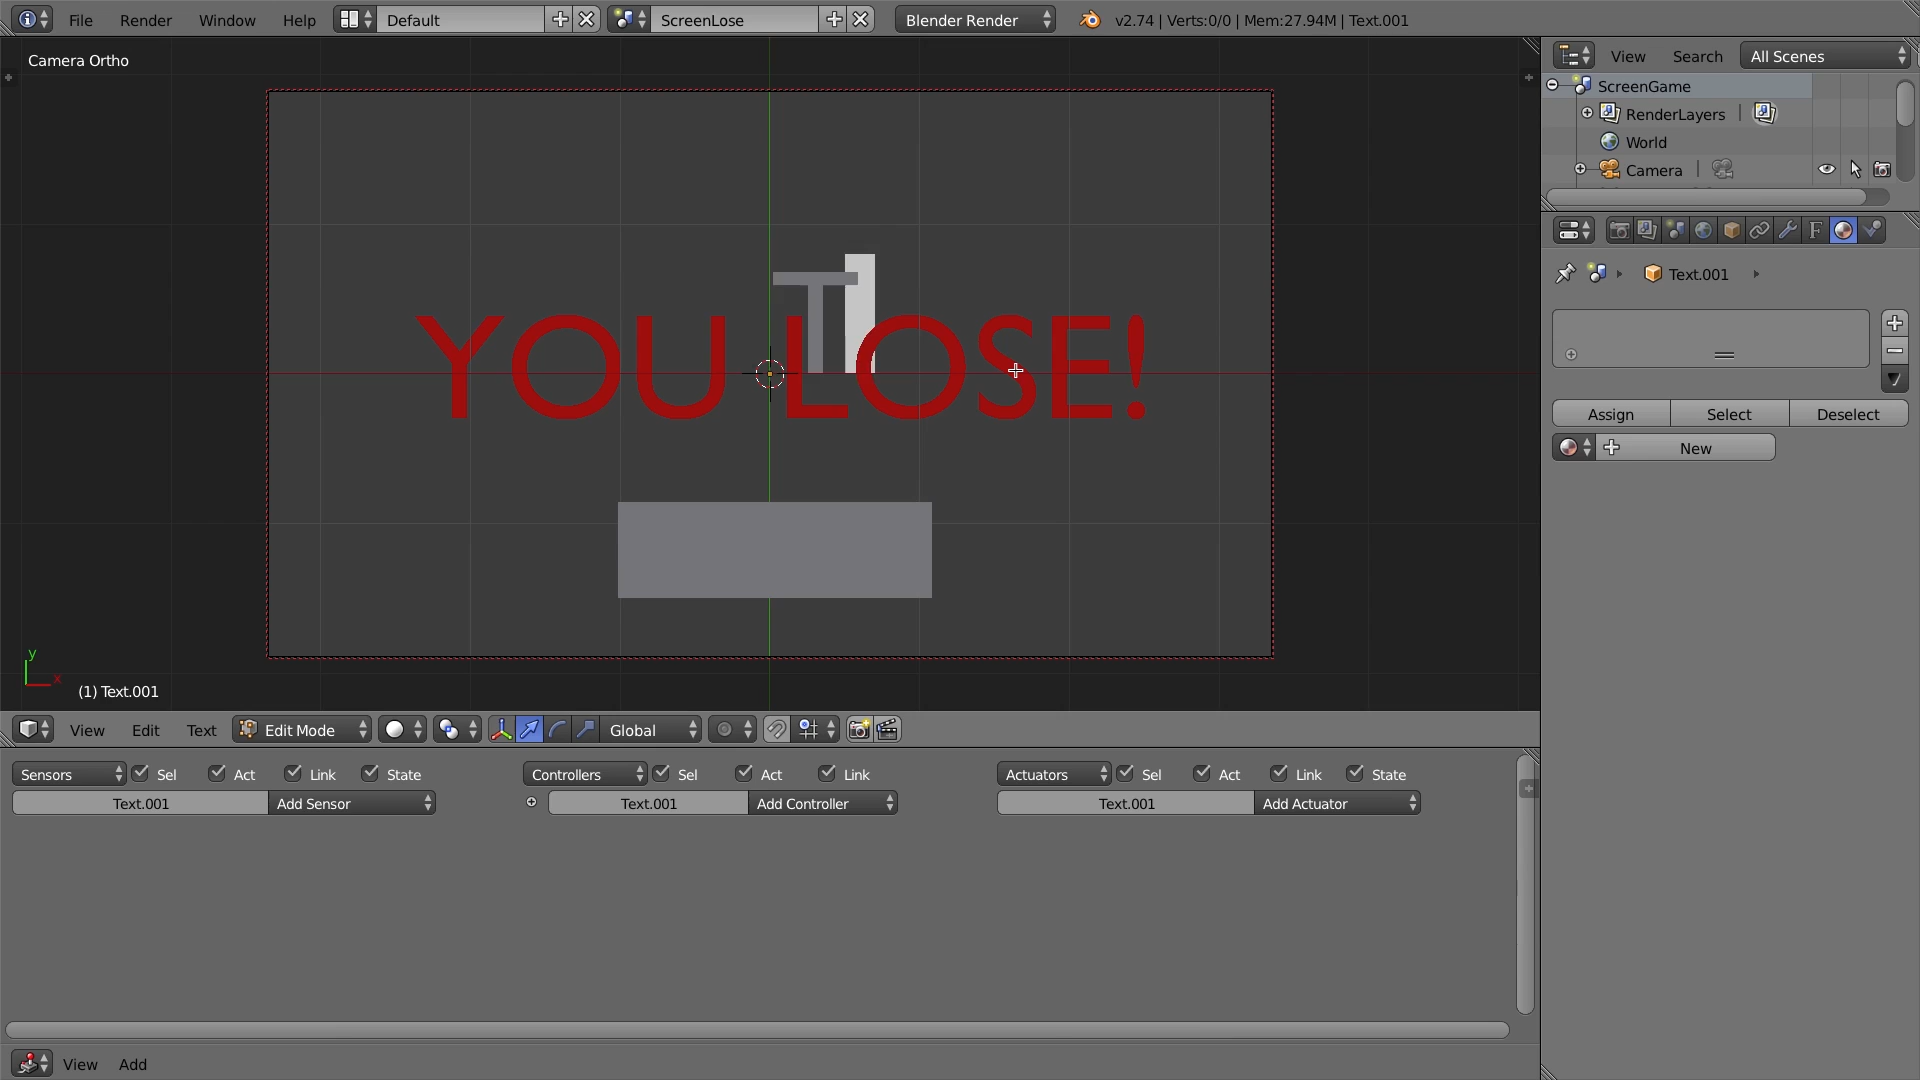 File Render Window Help Default ScreenLose Blender Render v2.74 | Verts:0/0 | Mem:27.94M | Text.001
Camera Ortho
View Search All Scenes
ScreenGame
RenderLayers
World
Camera
Text.001
Assign Select Deselect
New
T
YOU LOSE!
y
x
(1) Text.001
View Edit Text Edit Mode Global
Sensors Sel Act Link State Controllers Sel Act Link Actuators Sel Act Link State
Text.001 Add Sensor Text.001 Add Controller Text.001 Add Actuator
View Add